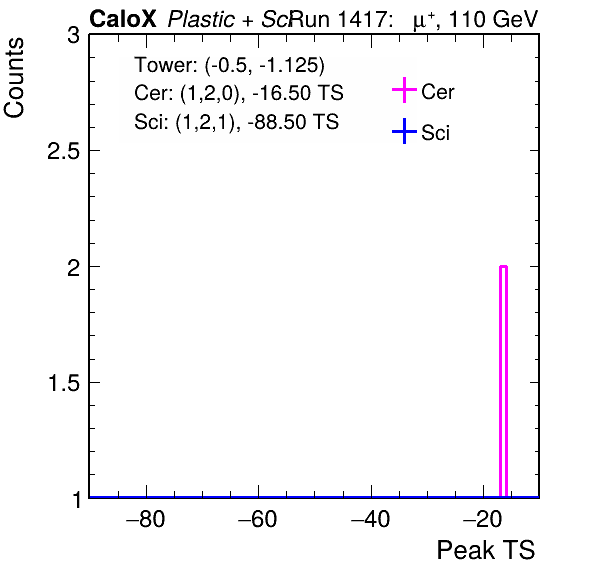 CaloX Plastic + Sci Run 1417: μ⁺, 110 GeV
Counts
3
2.5
2
1.5
1
Tower: (-0.5, -1.125)
Cer: (1,2,0), -16.50 TS
Sci: (1,2,1), -88.50 TS
Cer
Sci
−80 −60 −40 −20
Peak TS